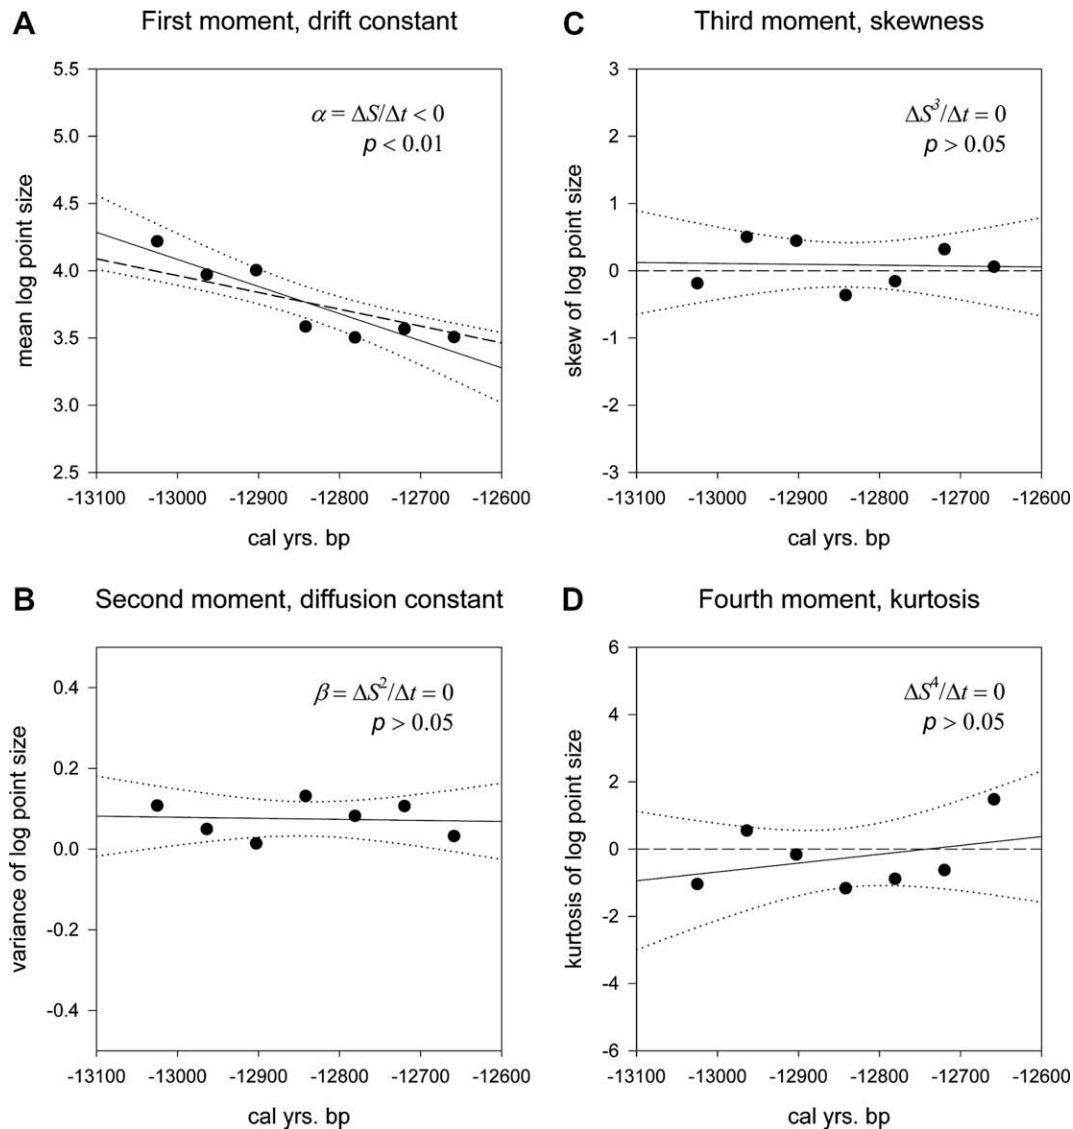 A First moment, drift constant
α = ΔS/Δt < 0
p < 0.01
mean log point size
5.5
5.0
4.5
4.0
3.5
3.0
2.5
-13100 -13000 -12900 -12800 -12700 -12600
cal yrs. bp
B Second moment, diffusion constant
β = ΔS²/Δt = 0
p > 0.05
variance of log point size
0.4
0.2
0.0
-0.2
-0.4
-13100 -13000 -12900 -12800 -12700 -12600
cal yrs. bp
C Third moment, skewness
ΔS³/Δt = 0
p > 0.05
skew of log point size
3
2
1
0
-1
-2
-3
-13100 -13000 -12900 -12800 -12700 -12600
cal yrs. bp
D Fourth moment, kurtosis
ΔS⁴/Δt = 0
p > 0.05
kurtosis of log point size
6
4
2
0
-2
-4
-6
-13100 -13000 -12900 -12800 -12700 -12600
cal yrs. bp